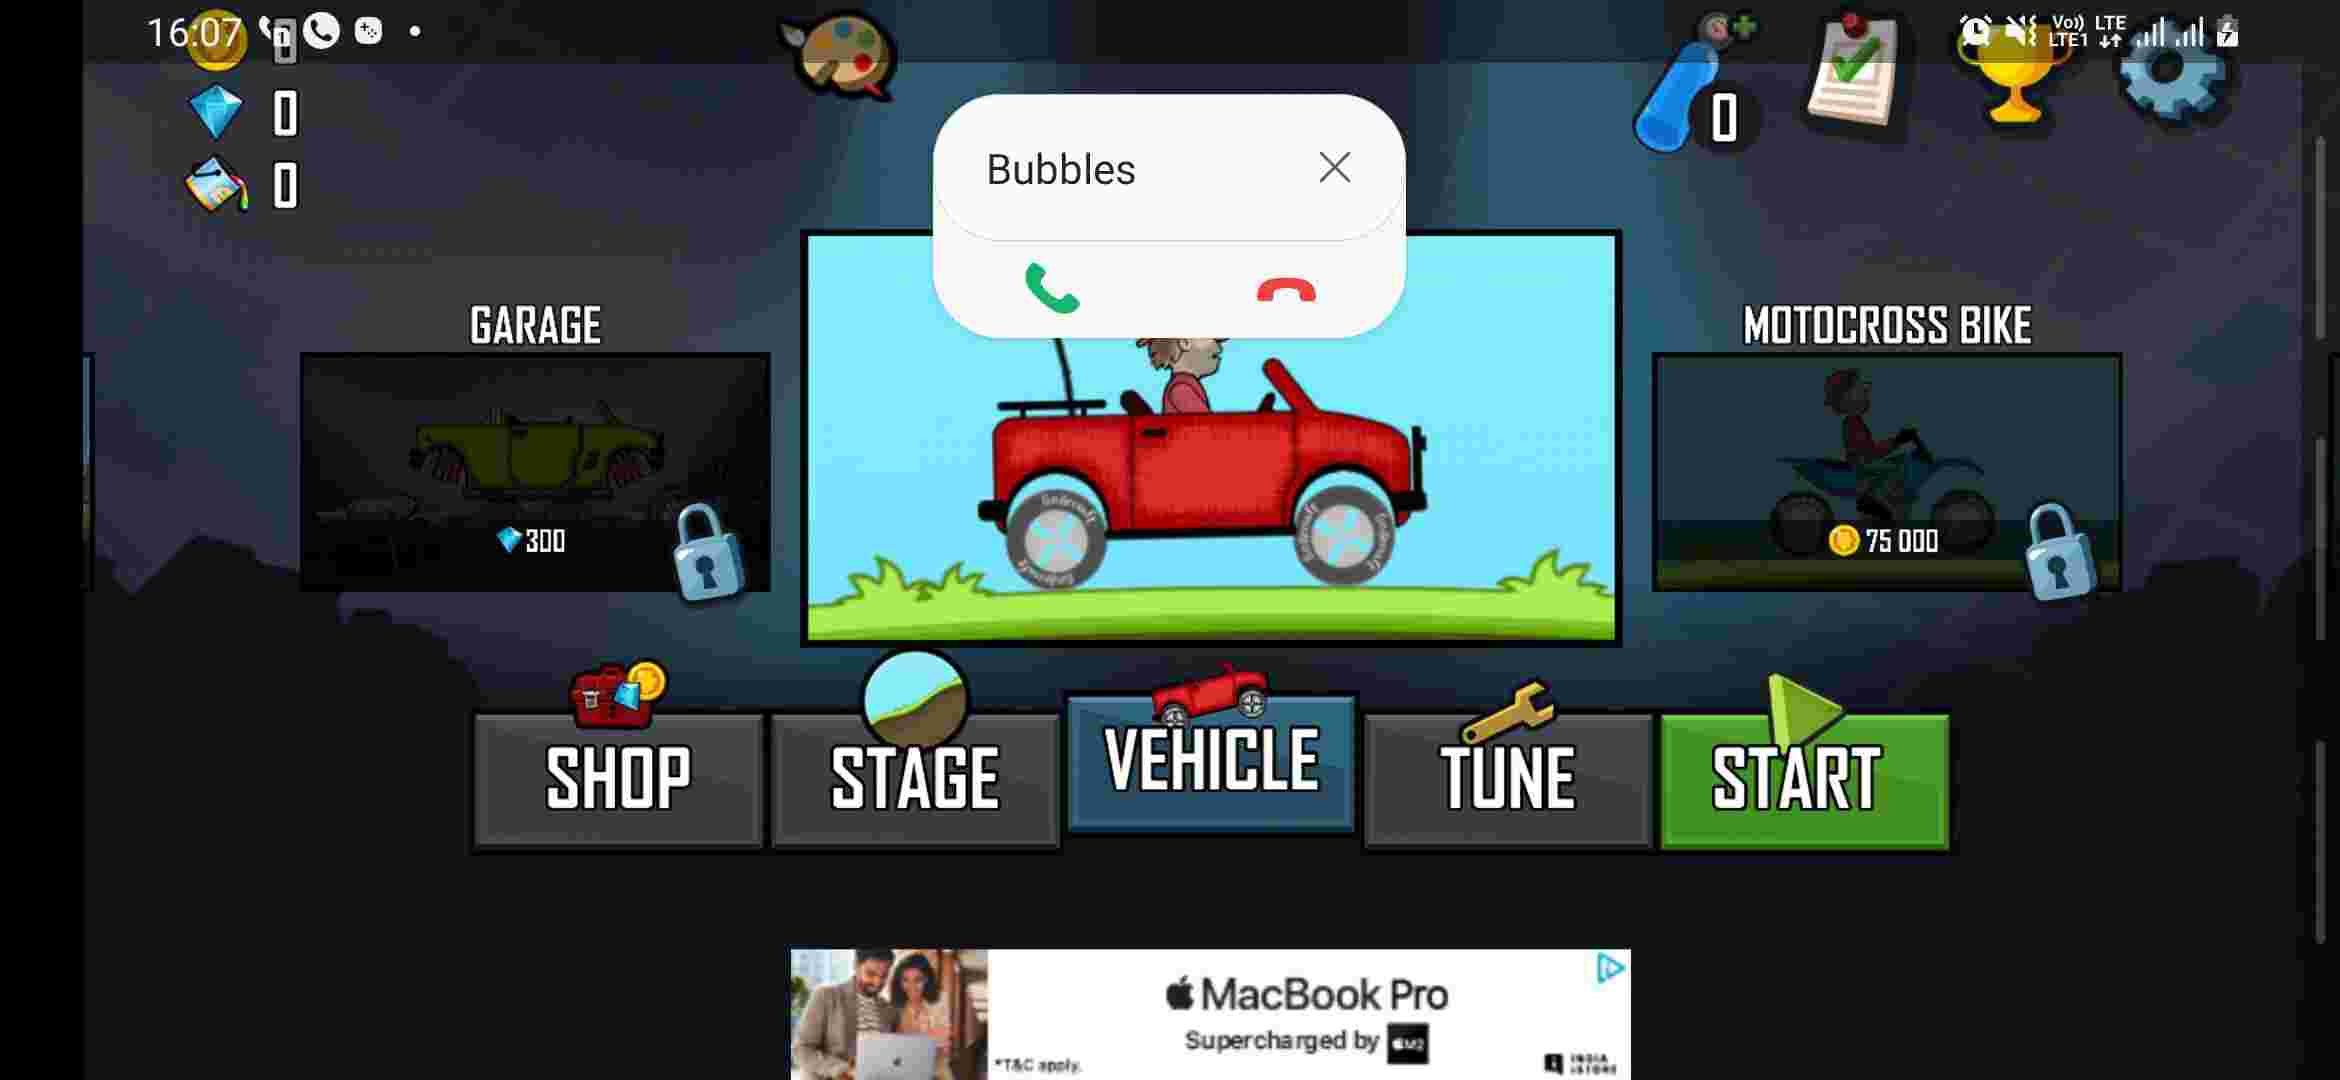 16:07
Vo)) LTE
LTE1
0
0
0
0
Bubbles
GARAGE
300
MOTOCROSS BIKE
75 000
SHOP
STAGE
VEHICLE
TUNE
START
MacBook Pro
Supercharged by M2
*T&C apply.
INDIA
iSTORE